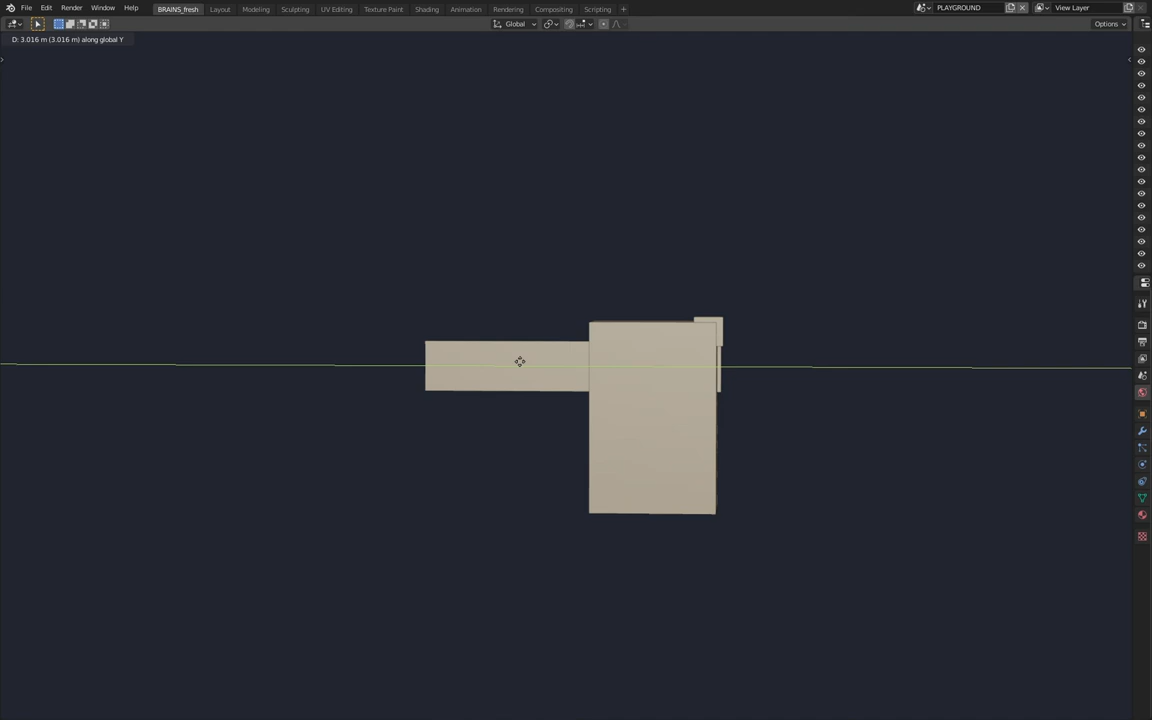 File Edit Render Window Help BRAINS_fresh Layout Modeling Sculpting UV Editing Texture Paint Shading Animation Rendering Compositing Scripting + PLAYGROUND View Layer
Global Options
D: 3.016 m (3.016 m) along global Y